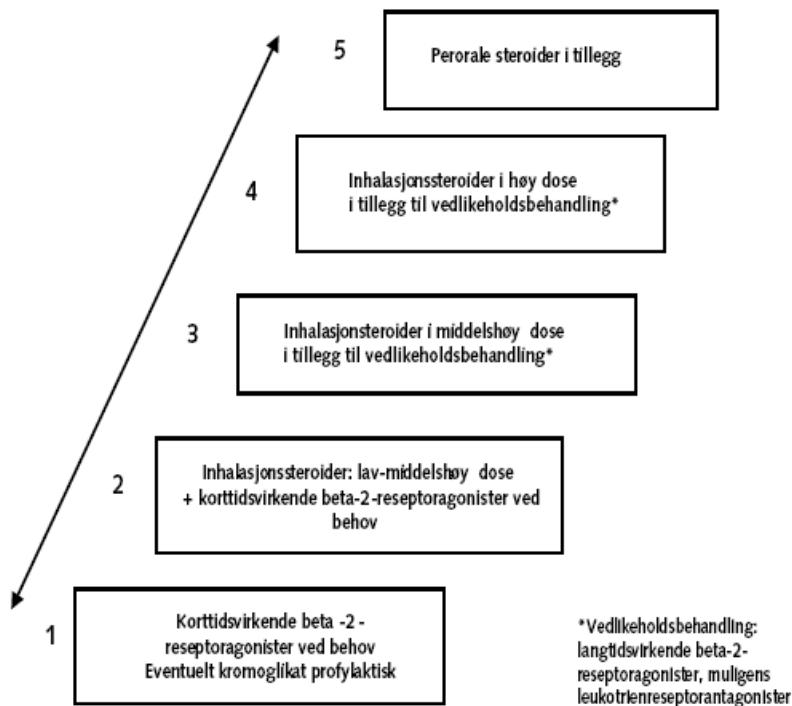 5
Perorale steroider i tillegg
4
Inhalasjonssteroider i høy dose
i tillegg til vedlikeholdsbehandling*
3
Inhalasjonsteroider i middelshøy dose
i tillegg til vedlikeholdsbehandling*
2
Inhalasjonssteroider: lav-middelshøy dose
+ korttidsvirkende beta-2-reseptoragonister ved
behov
1
Korttidsvirkende beta -2 -
reseptoragonister ved behov
Eventuelt kromoglikat profylaktisk
*Vedlikeholdsbehandling:
langtidsvirkende beta-2-
reseptoragonister, muligens
leukotrienreseptorantagonister